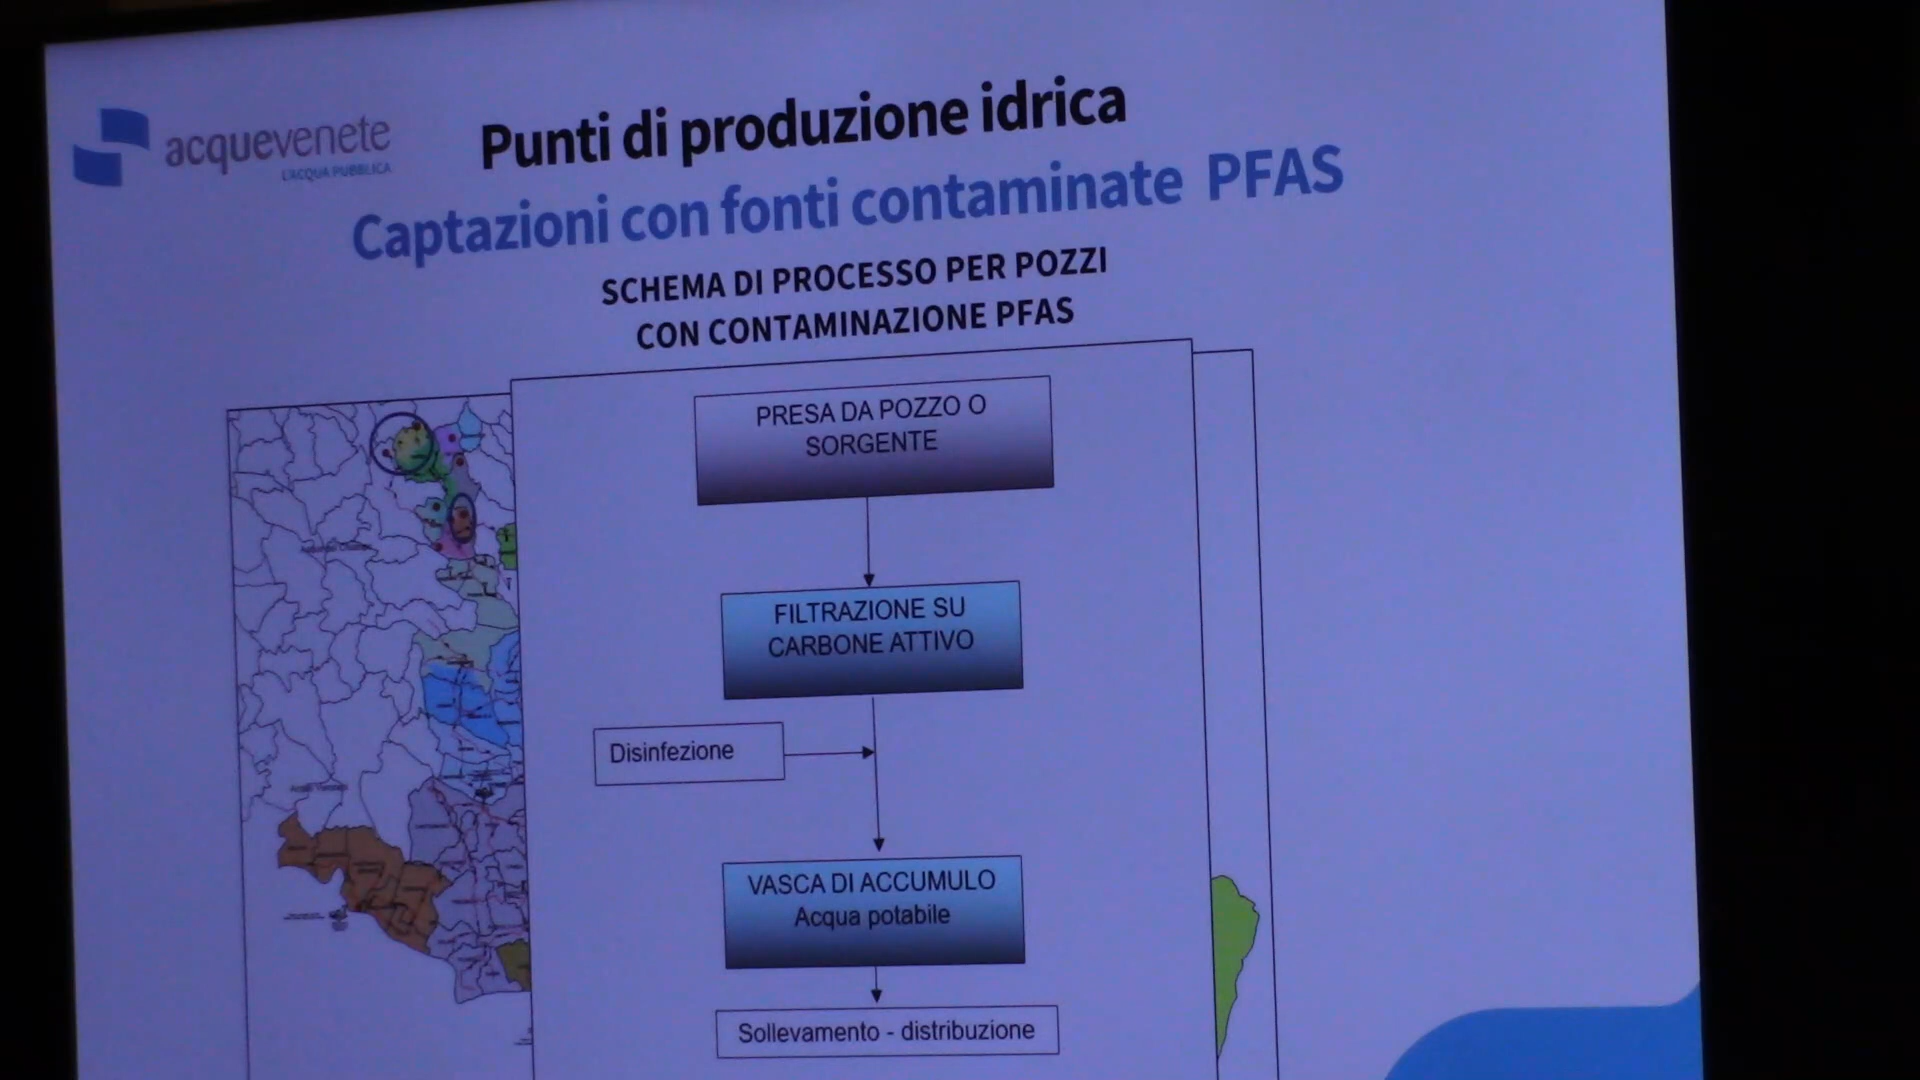 acquevenete
L'ACQUA PUBBLICA
Punti di produzione idrica
Captazioni con fonti contaminate PFAS
SCHEMA DI PROCESSO PER POZZI
CON CONTAMINAZIONE PFAS
PRESA DA POZZO O
SORGENTE
FILTRAZIONE SU
CARBONE ATTIVO
Disinfezione
VASCA DI ACCUMULO
Acqua potabile
Sollevamento - distribuzione